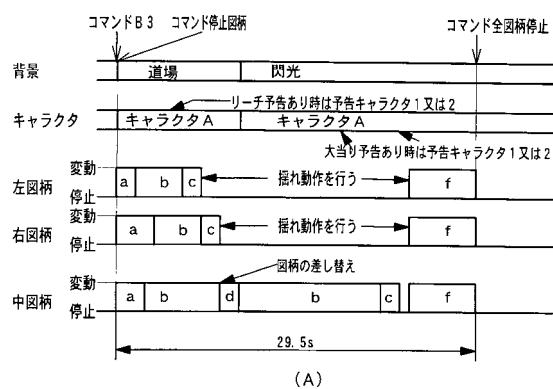 コマンドB3 コマンド停止図柄 コマンド全図柄停止
背景 道場 閃光
リーチ予告あり時は予告キャラクタ1又は2
キャラクタ キャラクタA キャラクタA
大当り予告あり時は予告キャラクタ1又は2
変動
左図柄 a b c 揺れ動作を行う f
停止
変動
右図柄 a b c 揺れ動作を行う f
停止
図柄の差し替え
変動
中図柄 a b d b c f
停止
29.5s
(A)